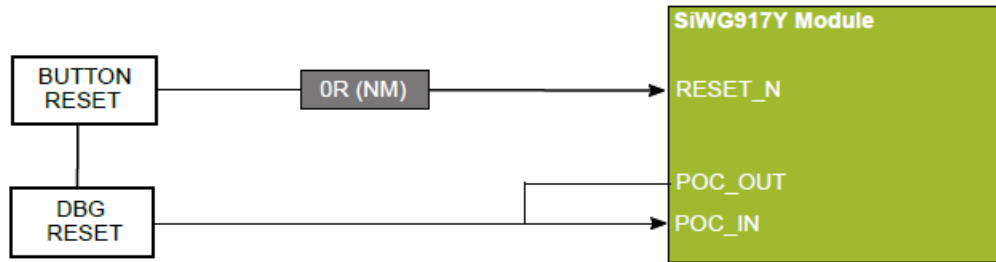 SiWG917Y Module
BUTTON
RESET
0R (NM)
RESET_N
POC_OUT
DBG
RESET
POC_IN